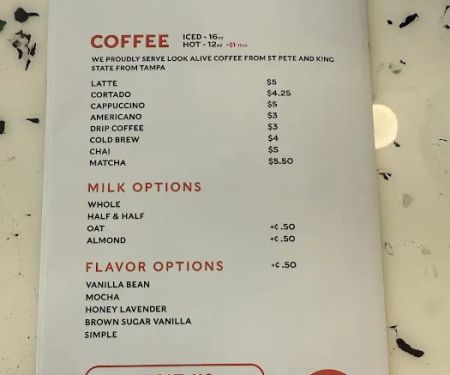 COFFEE ICED - 16oz
HOT - 12oz +$1 16oz
WE PROUDLY SERVE LOOK ALIVE COFFEE FROM ST PETE AND KING
STATE FROM TAMPA
LATTE $5
CORTADO $4.25
CAPPUCCINO $5
AMERICANO $3
DRIP COFFEE $3
COLD BREW $4
CHAI $5
MATCHA $5.50
MILK OPTIONS
WHOLE
HALF & HALF
OAT +¢ .50
ALMOND +¢ .50
FLAVOR OPTIONS +¢ .50
VANILLA BEAN
MOCHA
HONEY LAVENDER
BROWN SUGAR VANILLA
SIMPLE